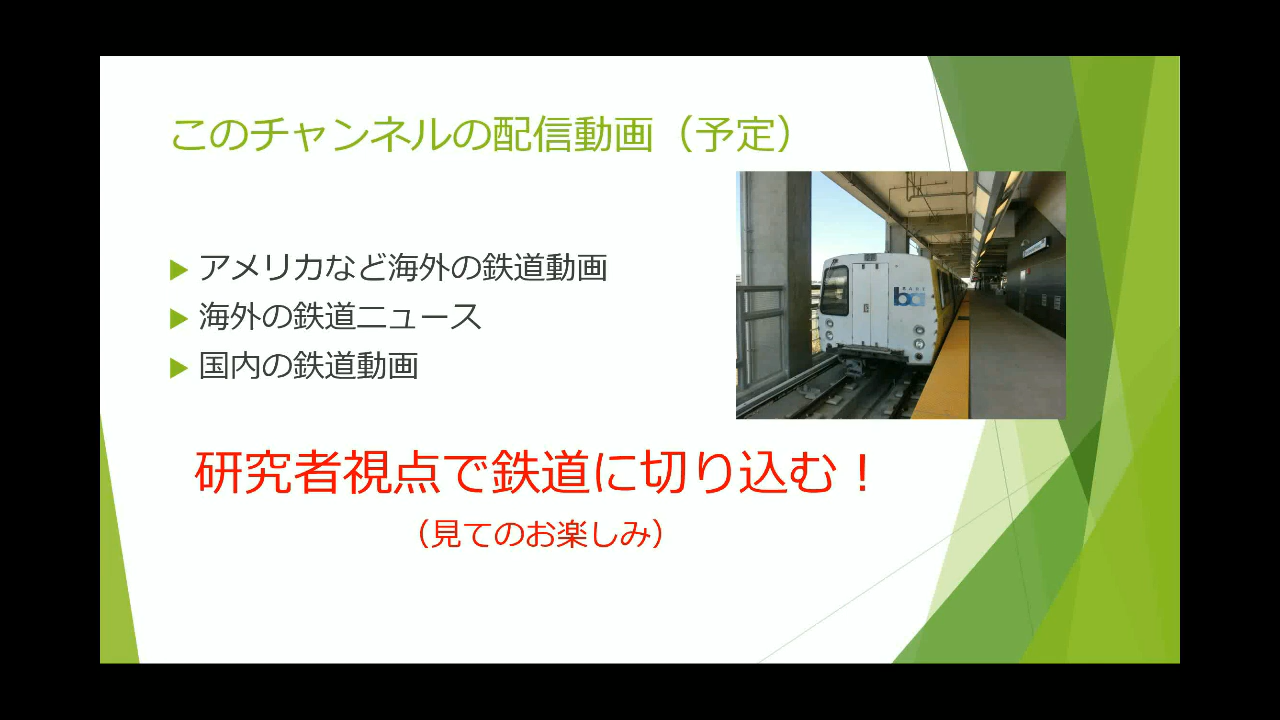 このチャンネルの配信動画（予定）
アメリカなど海外の鉄道動画
海外の鉄道ニュース
国内の鉄道動画
研究者視点で鉄道に切り込む！
（見てのお楽しみ）
ba